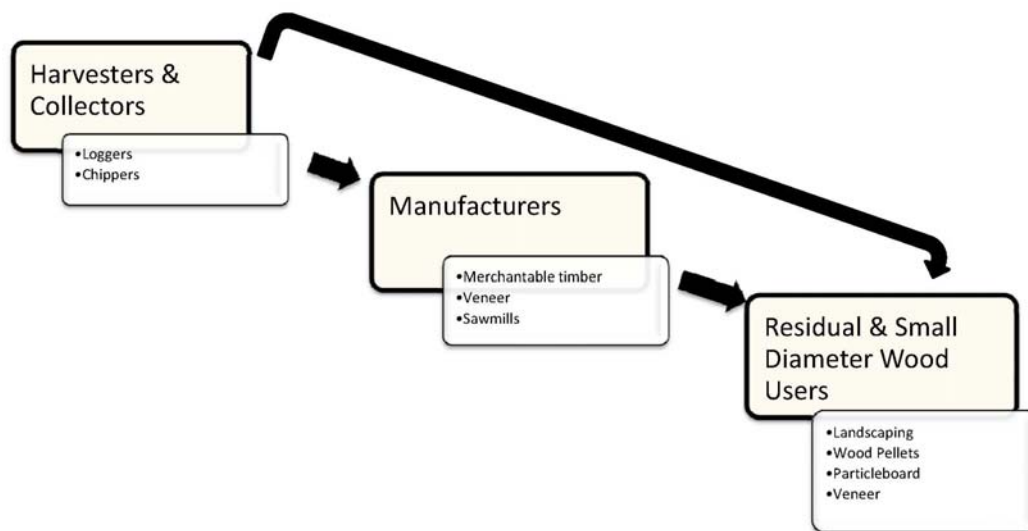 Harvesters &
Collectors
•Loggers
•Chippers
Manufacturers
•Merchantable timber
•Veneer
•Sawmills
Residual & Small
Diameter Wood
Users
•Landscaping
•Wood Pellets
•Particleboard
•Veneer